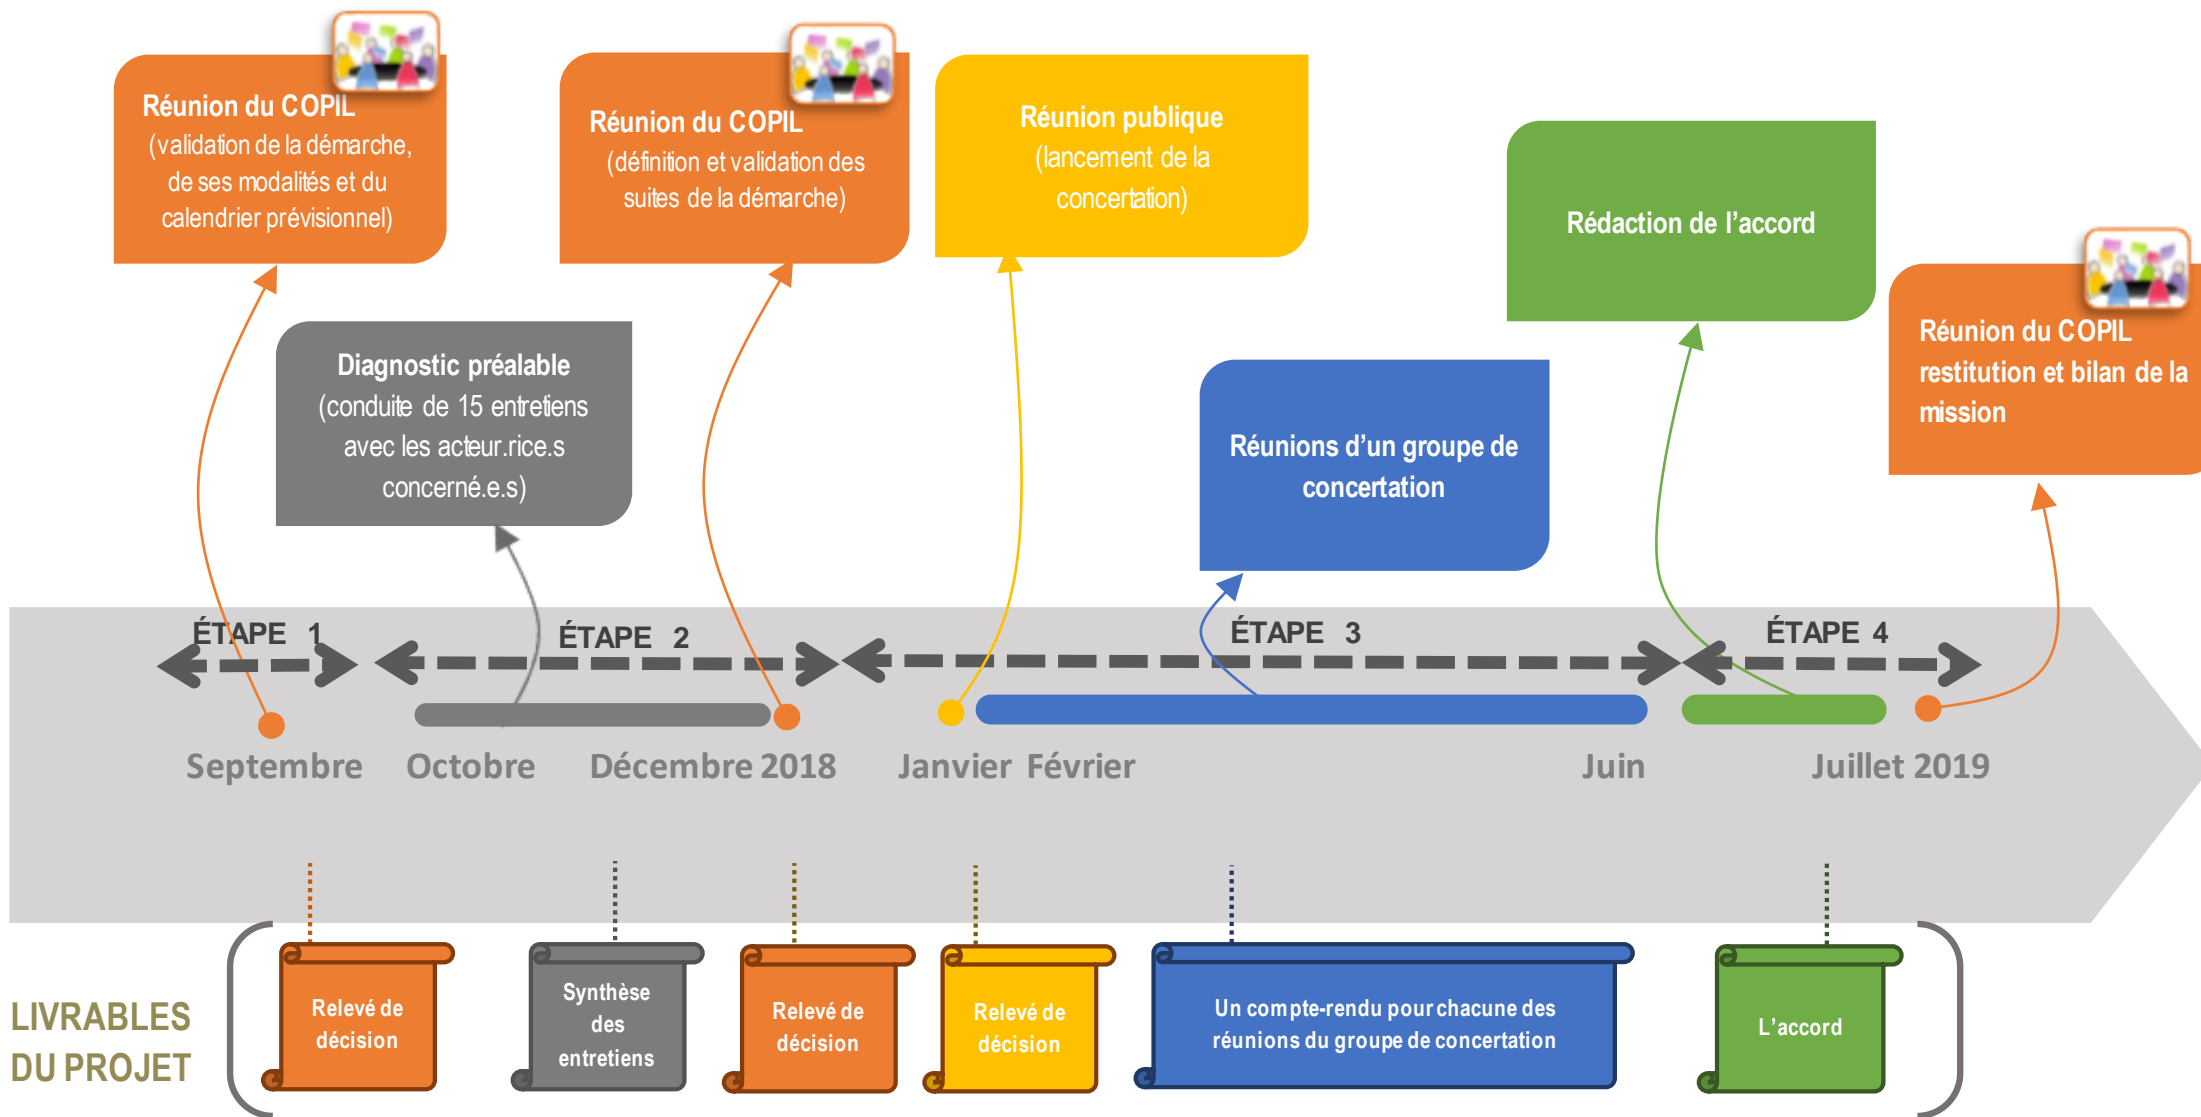 Réunion du COPIL
(validation de la démarche,
de ses modalités et du
calendrier prévisionnel)
Réunion du COPIL
(définition et validation des
suites de la démarche)
Réunion publique
(lancement de la
concertation)
Rédaction de l’accord
Réunion du COPIL
restitution et bilan de la
mission
Diagnostic préalable
(conduite de 15 entretiens
avec les acteur.rice.s
concerné.e.s)
Réunions d’un groupe de
concertation
ÉTAPE 1
ÉTAPE 2
ÉTAPE 3
ÉTAPE 4
Septembre
Octobre
Décembre 2018
Janvier
Février
Juin
Juillet 2019
LIVRABLES
DU PROJET
Relevé de
décision
Synthèse
des
entretiens
Relevé de
décision
Relevé de
décision
Un compte-rendu pour chacune des
réunions du groupe de concertation
L’accord